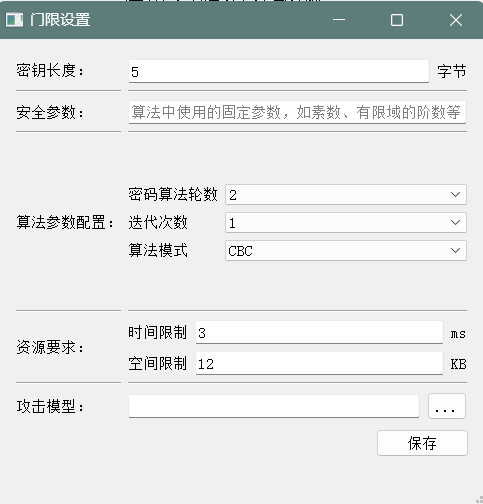 门限设置
密钥长度： 5 字节
安全参数： 算法中使用的固定参数，如素数、有限域的阶数等
算法参数配置：
密码算法轮数 2
迭代次数 1
算法模式 CBC
资源要求：
时间限制 3 ms
空间限制 12 KB
攻击模型： ...
保存